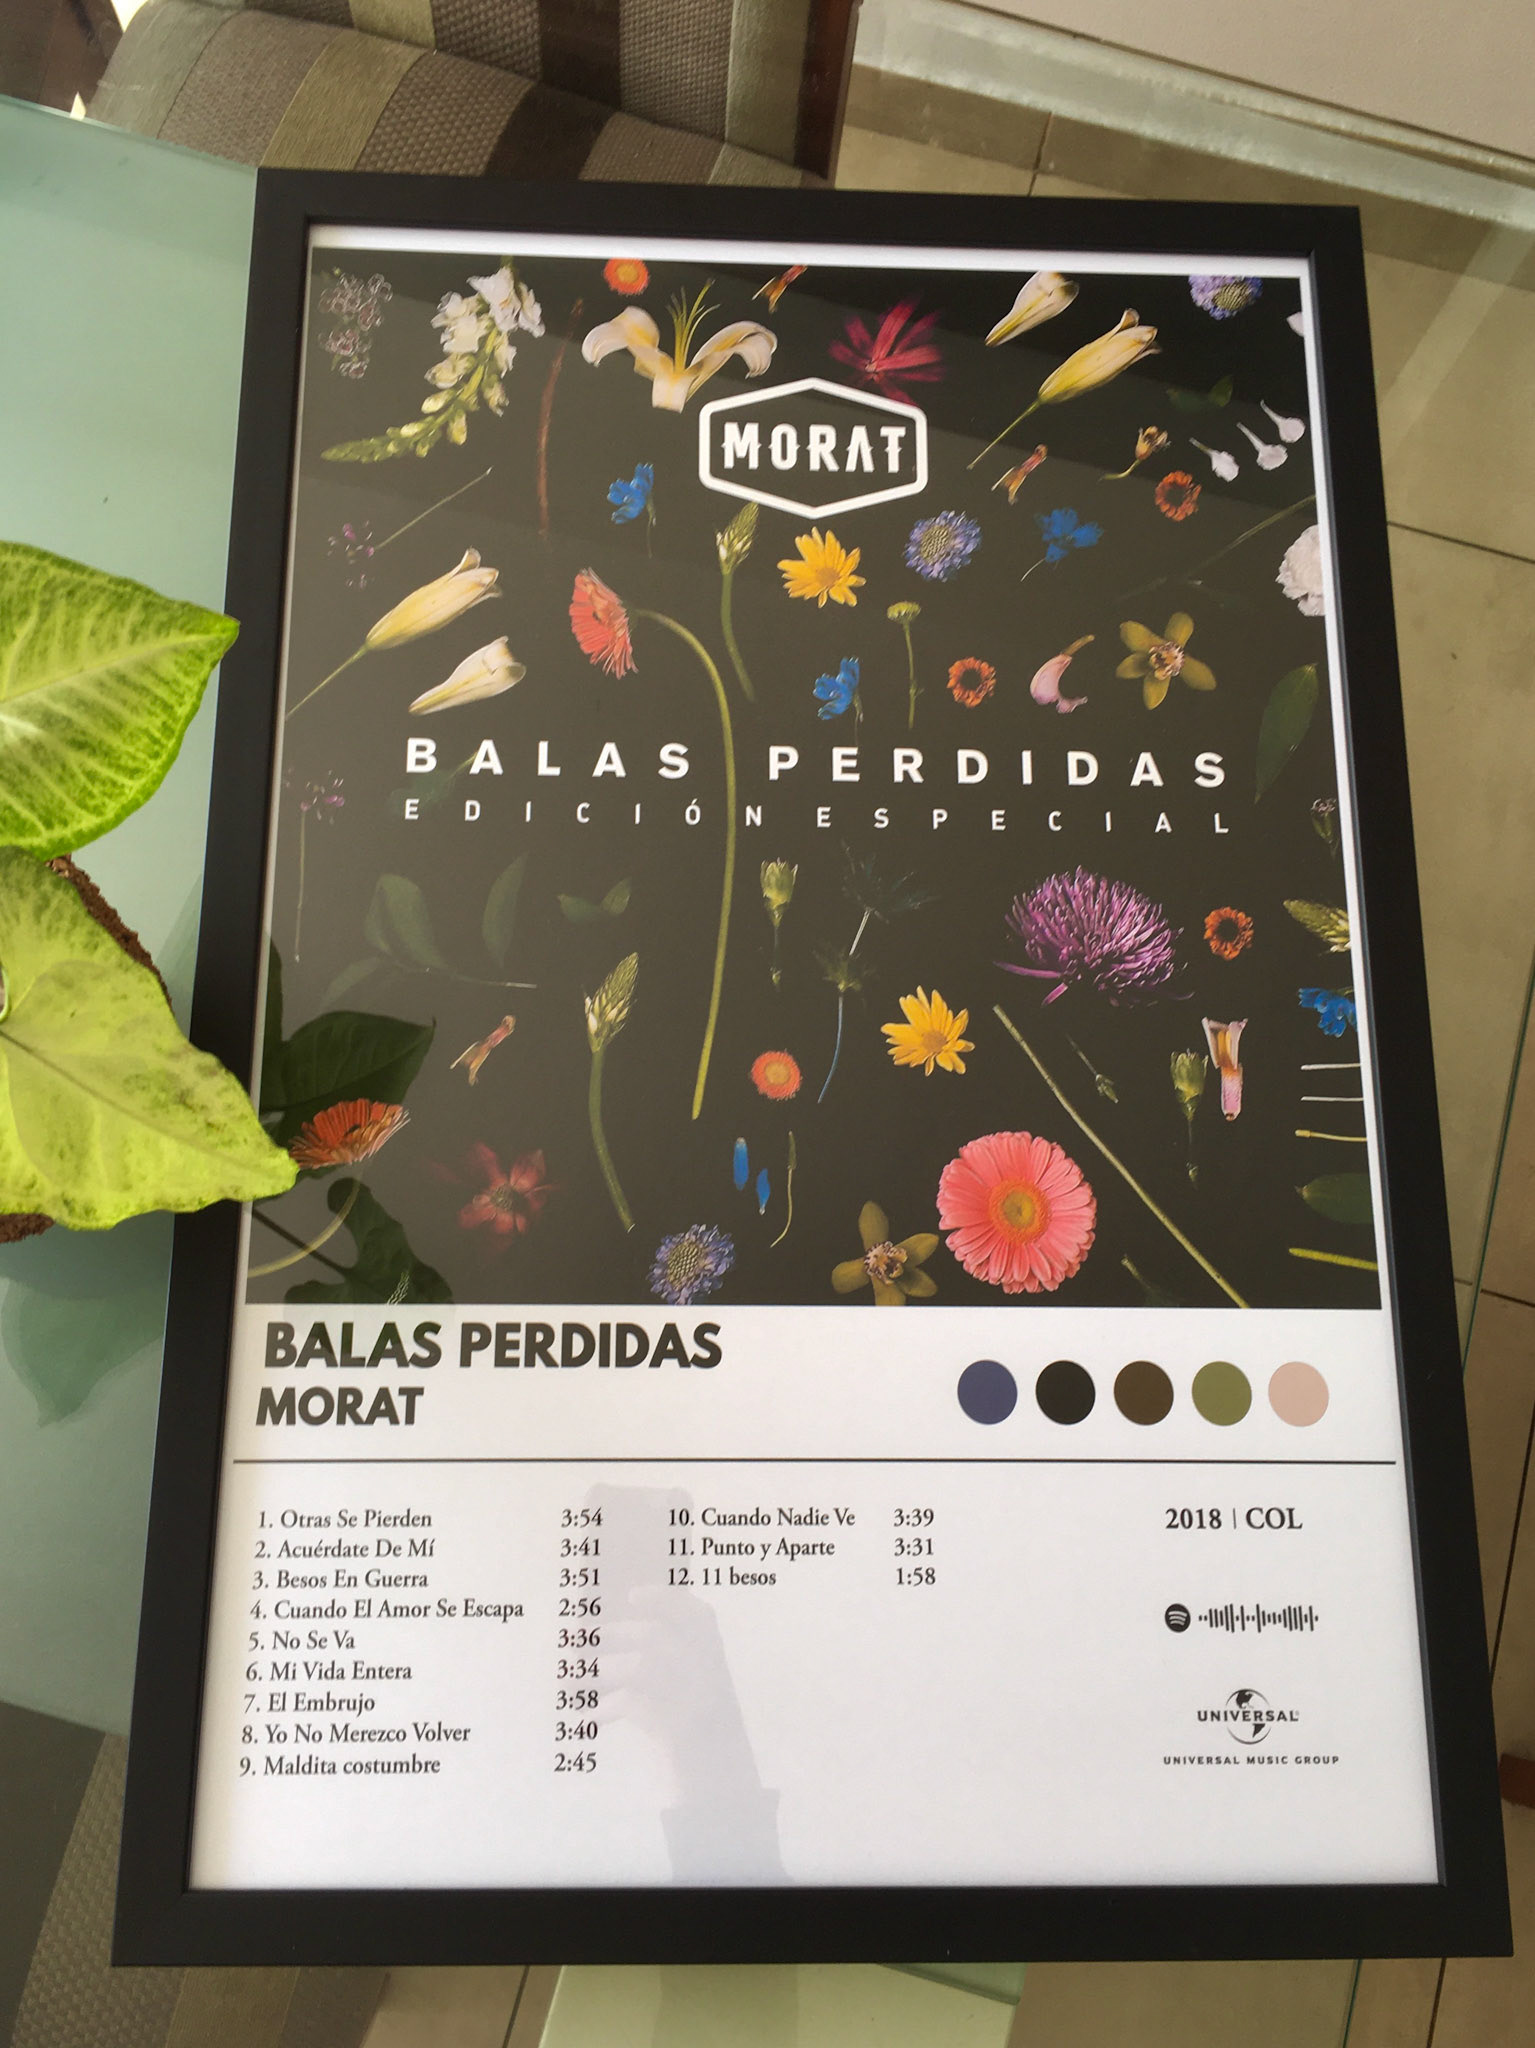 MORAT
BALAS PERDIDAS
EDICIÓN ESPECIAL
BALAS PERDIDAS
MORAT
1. Otras Se Pierden 3:54
2. Acuérdate De Mí 3:41
3. Besos En Guerra 3:51
4. Cuando El Amor Se Escapa 2:56
5. No Se Va 3:36
6. Mi Vida Entera 3:34
7. El Embrujo 3:58
8. Yo No Merezco Volver 3:40
9. Maldita costumbre 2:45
10. Cuando Nadie Ve 3:39
11. Punto y Aparte 3:31
12. 11 besos 1:58
2018 | COL
UNIVERSAL
UNIVERSAL MUSIC GROUP